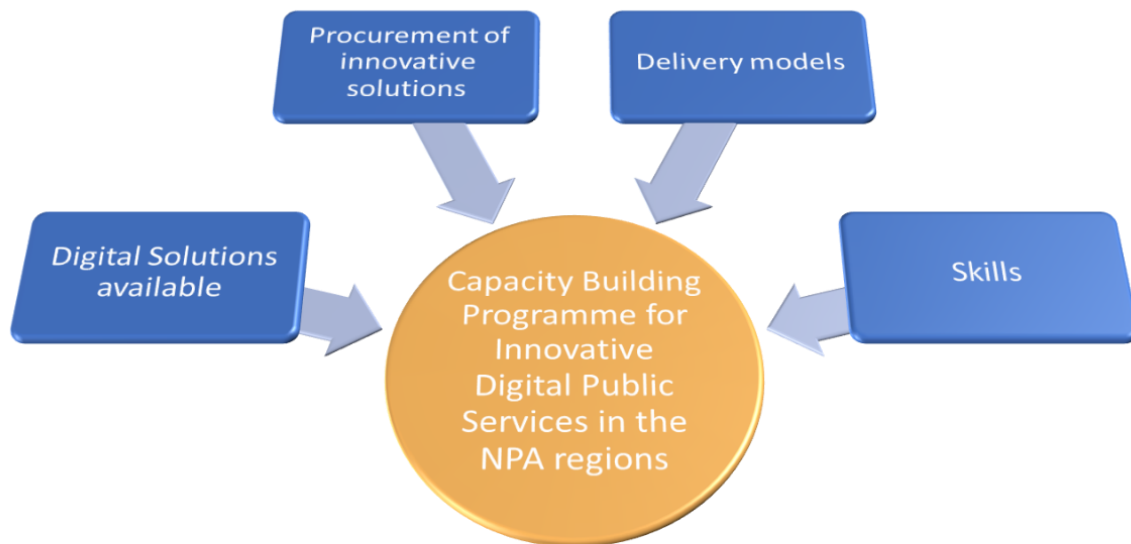 Procurement of
innovative
solutions
Delivery models
Digital Solutions
available
Skills
Capacity Building
Programme for
Innovative
Digital Public
Services in the
NPA regions